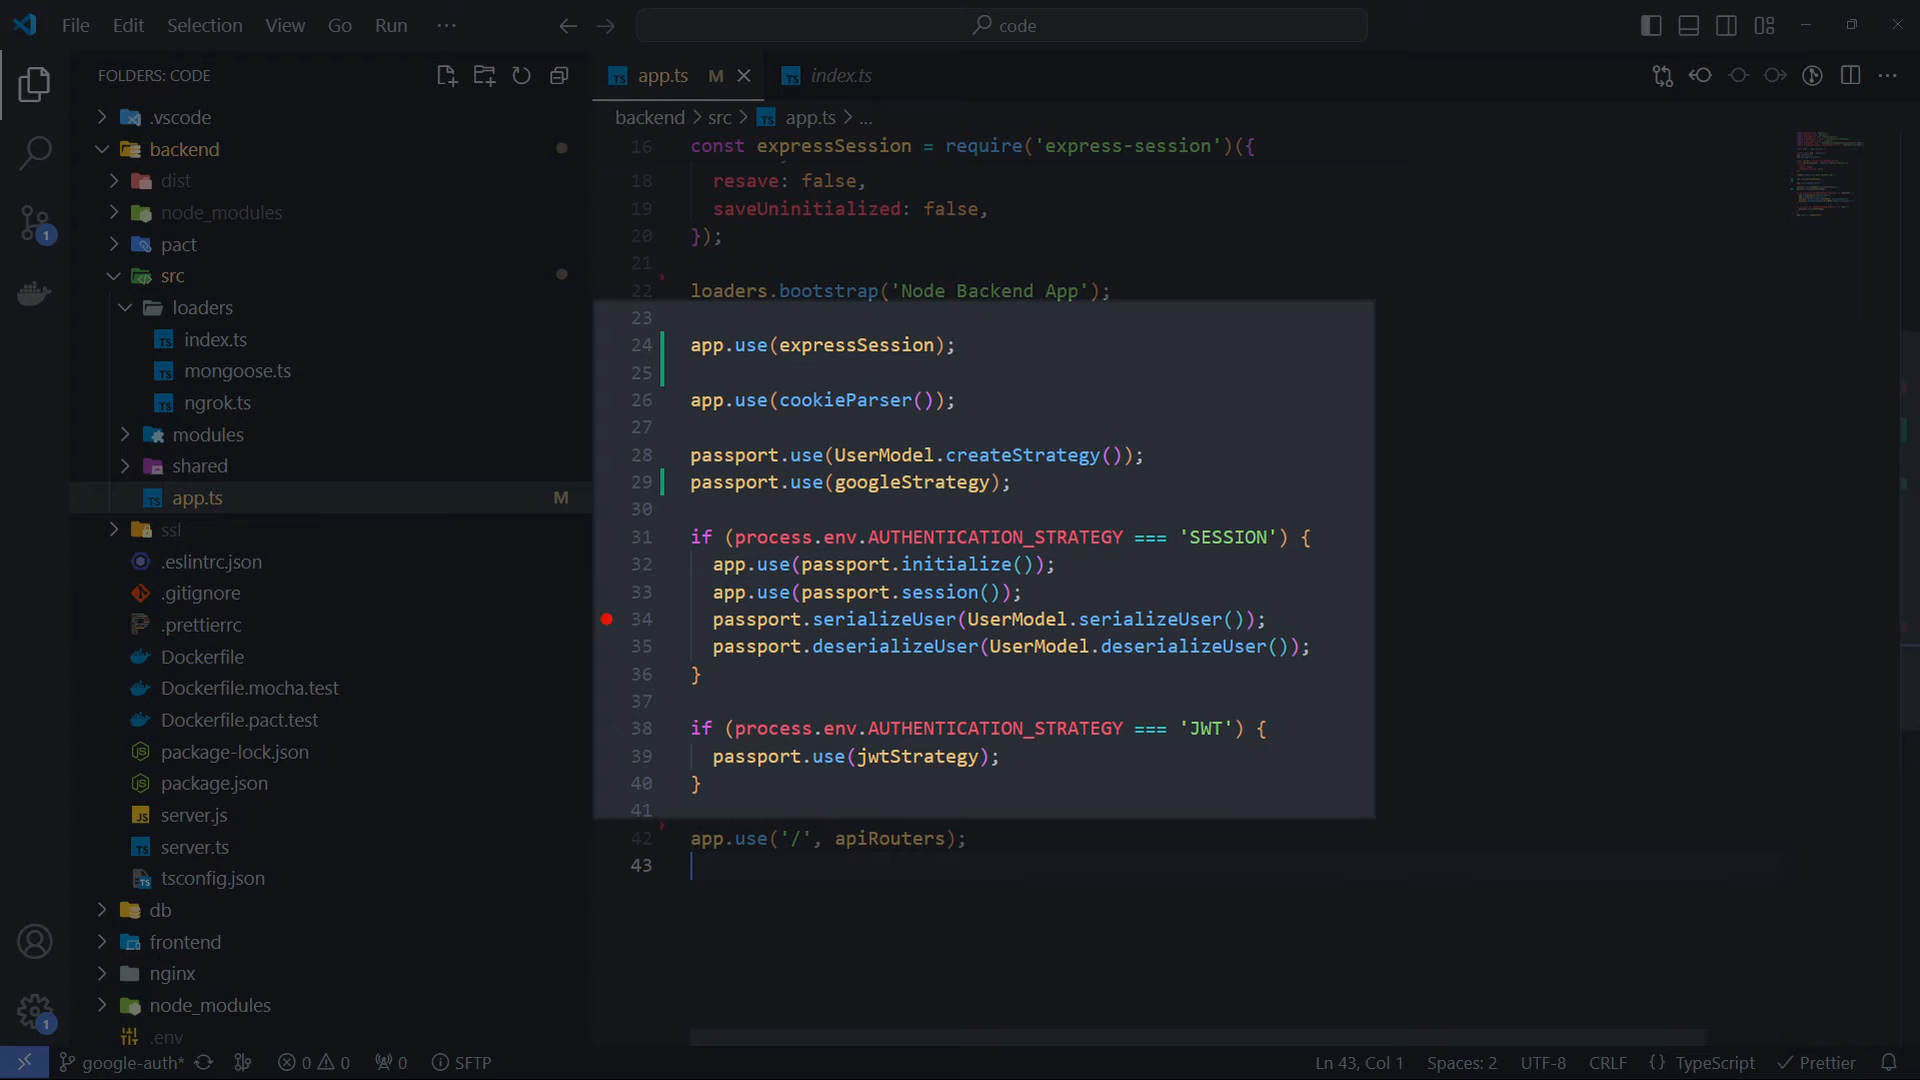 File Edit Selection View Go Run ···
code
FOLDERS: CODE
.vscode
backend
dist
node_modules
pact
src
loaders
index.ts
mongoose.ts
ngrok.ts
modules
shared
app.ts M
ssl
.eslintrc.json
.gitignore
.prettierrc
Dockerfile
Dockerfile.mocha.test
Dockerfile.pact.test
package-lock.json
package.json
server.js
server.ts
tsconfig.json
db
frontend
nginx
node_modules
.env
1
1
TS app.ts M
TS index.ts
backend > src > TS app.ts > ...
16 const expressSession = require('express-session')({
18 resave: false,
19 saveUninitialized: false,
20 });
21
22 loaders.bootstrap('Node Backend App');
23
24 app.use(expressSession);
25
26 app.use(cookieParser());
27
28 passport.use(UserModel.createStrategy());
29 passport.use(googleStrategy);
30
31 if (process.env.AUTHENTICATION_STRATEGY === 'SESSION') {
32 app.use(passport.initialize());
33 app.use(passport.session());
34 passport.serializeUser(UserModel.serializeUser());
35 passport.deserializeUser(UserModel.deserializeUser());
36 }
37
38 if (process.env.AUTHENTICATION_STRATEGY === 'JWT') {
39 passport.use(jwtStrategy);
40 }
41
42 app.use('/', apiRouters);
43
google-auth* 0 0 0 SFTP
Ln 43, Col 1 Spaces: 2 UTF-8 CRLF {} TypeScript Prettier